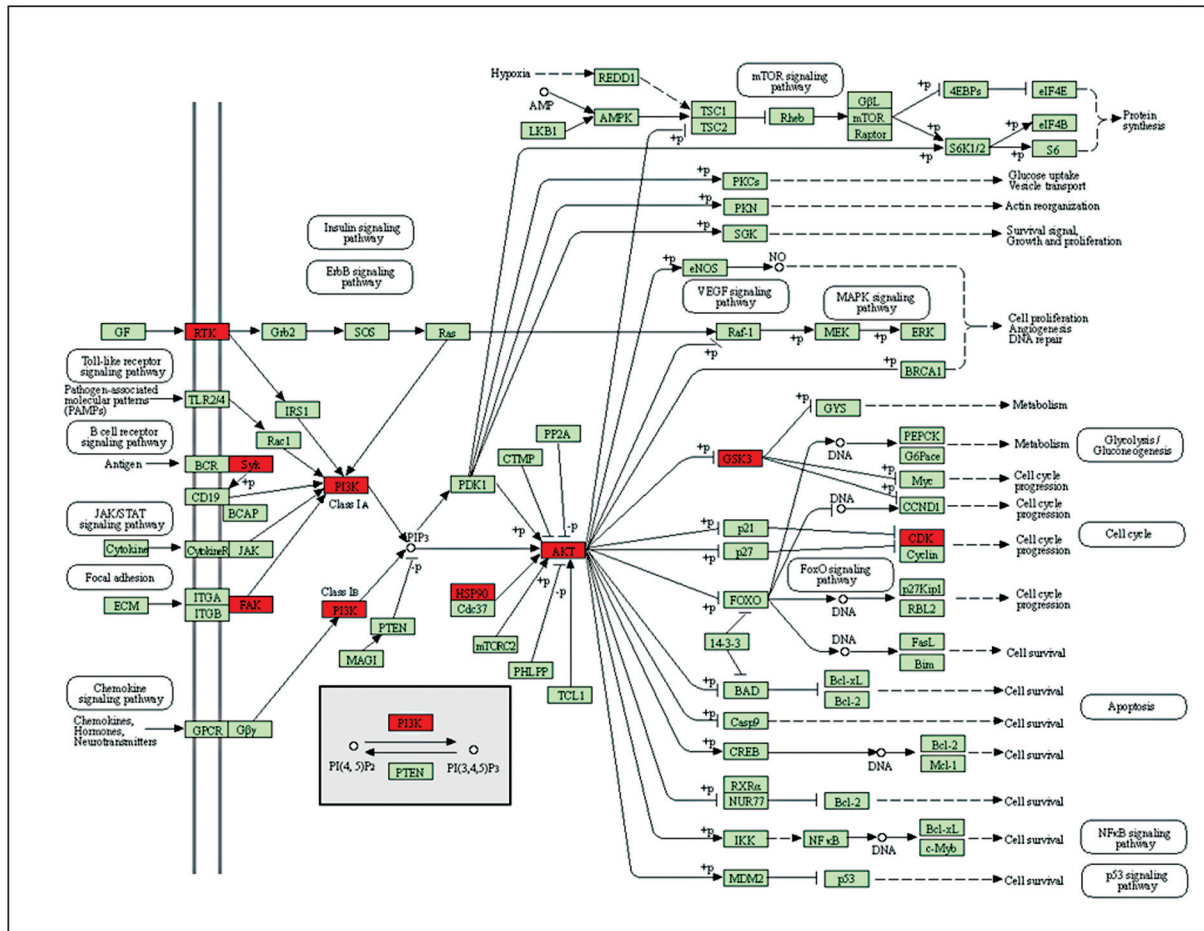 Hypoxia
REDD1
mTOR signaling
pathway
AMP
LKB1
AMPK
TSC1
TSC2
+p
Rheb
GβL
mTOR
Raptor
+p
4EBPs
eIF4E
+p
+p
S6K1/2
+p
eIF4B
+p
S6
Protein
synthesis
+p
PKCs
Glucose uptake
Vesicle transport
+p
PKN
Actin reorganization
+p
SGK
Survival signal,
Growth and proliferation
Insulin signaling
pathway
ErbB signaling
pathway
+p
eNOS
NO
VEGF signaling
pathway
MAPK signaling
pathway
GF
RTK
Grb2
SOS
Ras
Raf-1
+p
+p
MEK
+p
ERK
Cell proliferation
Angiogenesis
DNA repair
+p
BRCA1
Toll-like receptor
signaling pathway
Pathogen-associated
molecular patterns
(PAMPs)
TLR2/4
IRS1
Rac1
B cell receptor
signaling pathway
Antigen
BCR
Syk
+p
CD19
BCAP
PI3K
Class IA
JAK/STAT
signaling pathway
Cytokine
CytokineR
JAK
Focal adhesion
ECM
ITGA
ITGB
FAK
Class IB
PI3K
PIP3
-p
PTEN
MAGI
Chemokine
signaling pathway
Chemokines,
Hormones,
Neurotransmitters
GPCR
Gβγ
PDK1
CTMP
PP2A
+p
-p
AKT
HSP90
Cdc37
+p
-p
mTORC2
PHLPP
TCL1
PI3K
PI(4,5)P2
PI(3,4,5)P3
PTEN
+p
GSK3
+p
GYS
Metabolism
DNA
PEPCK
G6Pace
Metabolism
Glycolysis /
Gluconeogenesis
+p
Myc
Cell cycle
progression
+p
DNA
CCND1
Cell cycle
progression
+p
p21
+p
p27
CDK
Cyclin
Cell cycle
progression
Cell cycle
FoxO signaling
pathway
+p
FOXO
DNA
p27Kip1
RBL2
Cell cycle
progression
14-3-3
DNA
FasL
Bim
Cell survival
+p
BAD
Bcl-xL
Bcl-2
Cell survival
Apoptosis
+p
Casp9
Cell survival
+p
CREB
DNA
Bcl-2
Mcl-1
Cell survival
+p
RXRα
NUR77
Bcl-2
Cell survival
+p
IKK
NFκB
DNA
Bcl-xL
c-Myb
Cell survival
NFκB signaling
pathway
+p
MDM2
p53
Cell survival
p53 signaling
pathway